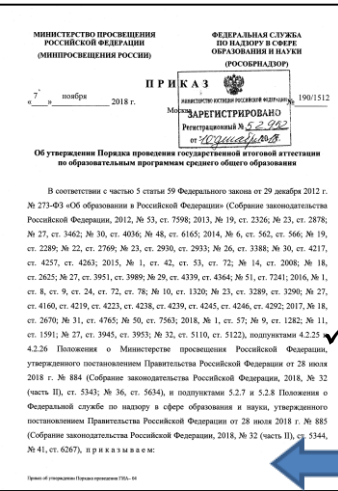 МИНИСТЕРСТВО ПРОСВЕЩЕНИЯ
РОССИЙСКОЙ ФЕДЕРАЦИИ
(МИНПРОСВЕЩЕНИЯ РОССИИ)
ФЕДЕРАЛЬНАЯ СЛУЖБА
ПО НАДЗОРУ В СФЕРЕ
ОБРАЗОВАНИЯ И НАУКИ
(РОСОБРНАДЗОР)
ПРИКАЗ
« 7 » ноября 2018 г.
Москва
№ 190/1512
МИНИСТЕРСТВО ЮСТИЦИИ РОССИЙСКОЙ ФЕДЕРАЦИИ
ЗАРЕГИСТРИРОВАНО
Регистрационный № 52952
от
Об утверждении Порядка проведения государственной итоговой аттестации
по образовательным программам среднего общего образования
В соответствии с частью 5 статьи 59 Федерального закона от 29 декабря 2012 г.
№ 273-ФЗ «Об образовании в Российской Федерации» (Собрание законодательства
Российской Федерации, 2012, № 53, ст. 7598; 2013, № 19, ст. 2326; № 23, ст. 2878;
№ 27, ст. 3462; № 30, ст. 4036; № 48, ст. 6165; 2014, № 6, ст. 562, ст. 566; № 19,
ст. 2289; № 22, ст. 2769; № 23, ст. 2930, ст. 2933; № 26, ст. 3388; № 30, ст. 4217,
ст. 4257, ст. 4263; 2015, № 1, ст. 42, ст. 53, ст. 72; № 14, ст. 2008; № 18,
ст. 2625; № 27, ст. 3951, ст. 3989; № 29, ст. 4339, ст. 4364; № 51, ст. 7241; 2016, № 1,
ст. 8, ст. 9, ст. 24, ст. 72, ст. 78; № 10, ст. 1320; № 23, ст. 3289, ст. 3290; № 27,
ст. 4160, ст. 4219, ст. 4223, ст. 4238, ст. 4239, ст. 4245, ст. 4246, ст. 4292; 2017, № 18,
ст. 2670; № 31, ст. 4765; № 50, ст. 7563; 2018, № 1, ст. 57; № 9, ст. 1282; № 11,
ст. 1591; № 27, ст. 3945, ст. 3953; № 32, ст. 5110, ст. 5122), подпунктами 4.2.25 и
4.2.26 Положения о Министерстве просвещения Российской Федерации,
утвержденного постановлением Правительства Российской Федерации от 28 июля
2018 г. № 884 (Собрание законодательства Российской Федерации, 2018, № 32
(часть II), ст. 5343; № 36, ст. 5634), и подпунктами 5.2.7 и 5.2.8 Положения о
Федеральной службе по надзору в сфере образования и науки, утвержденного
постановлением Правительства Российской Федерации от 28 июля 2018 г. № 885
(Собрание законодательства Российской Федерации, 2018, № 32 (часть II), ст. 5344,
№ 41, ст. 6267), приказываем:
Приказ об утверждении Порядка проведения ГИА- 04